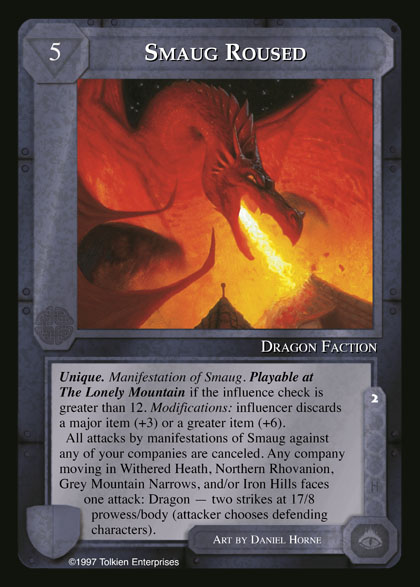 5
Smaug Roused
Dragon Faction
Unique. Manifestation of Smaug. Playable at
The Lonely Mountain if the influence check is
greater than 12. Modifications: influencer discards
a major item (+3) or a greater item (+6).
All attacks by manifestations of Smaug against
any of your companies are canceled. Any company
moving in Withered Heath, Northern Rhovanion,
Grey Mountain Narrows, and/or Iron Hills faces
one attack: Dragon — two strikes at 17/8
prowess/body (attacker chooses defending
characters).
2
H
Art by Daniel Horne
©1997 Tolkien Enterprises